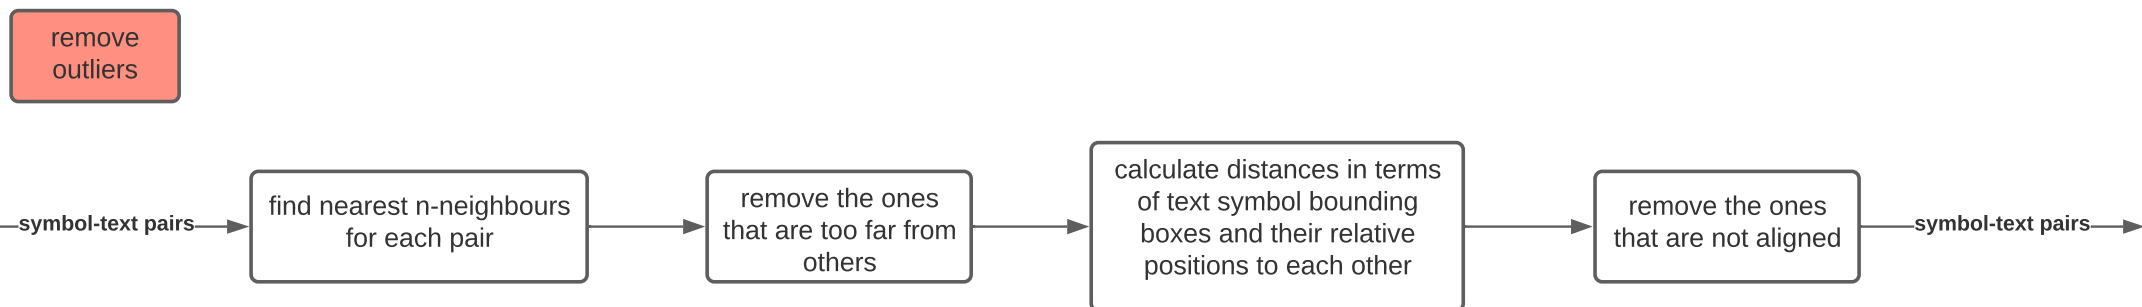 remove
outliers
symbol-text pairs
find nearest n-neighbours
for each pair
remove the ones
that are too far from
others
calculate distances in terms
of text symbol bounding
boxes and their relative
positions to each other
remove the ones
that are not aligned
symbol-text pairs